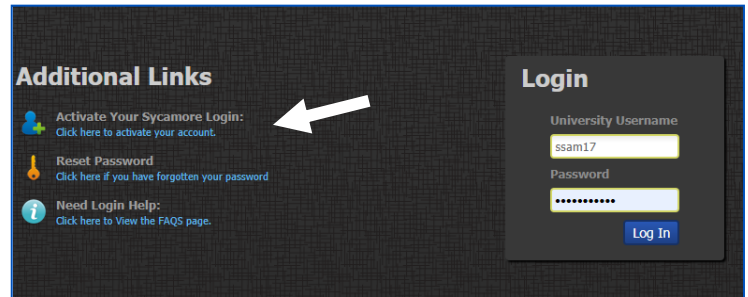 Additional Links
Activate Your Sycamore Login:
Click here to activate your account.
Reset Password
Click here if you have forgotten your password
i
Need Login Help:
Click here to View the FAQS page.
Login
University Username
ssam17
Password
•••••••••••
Log In